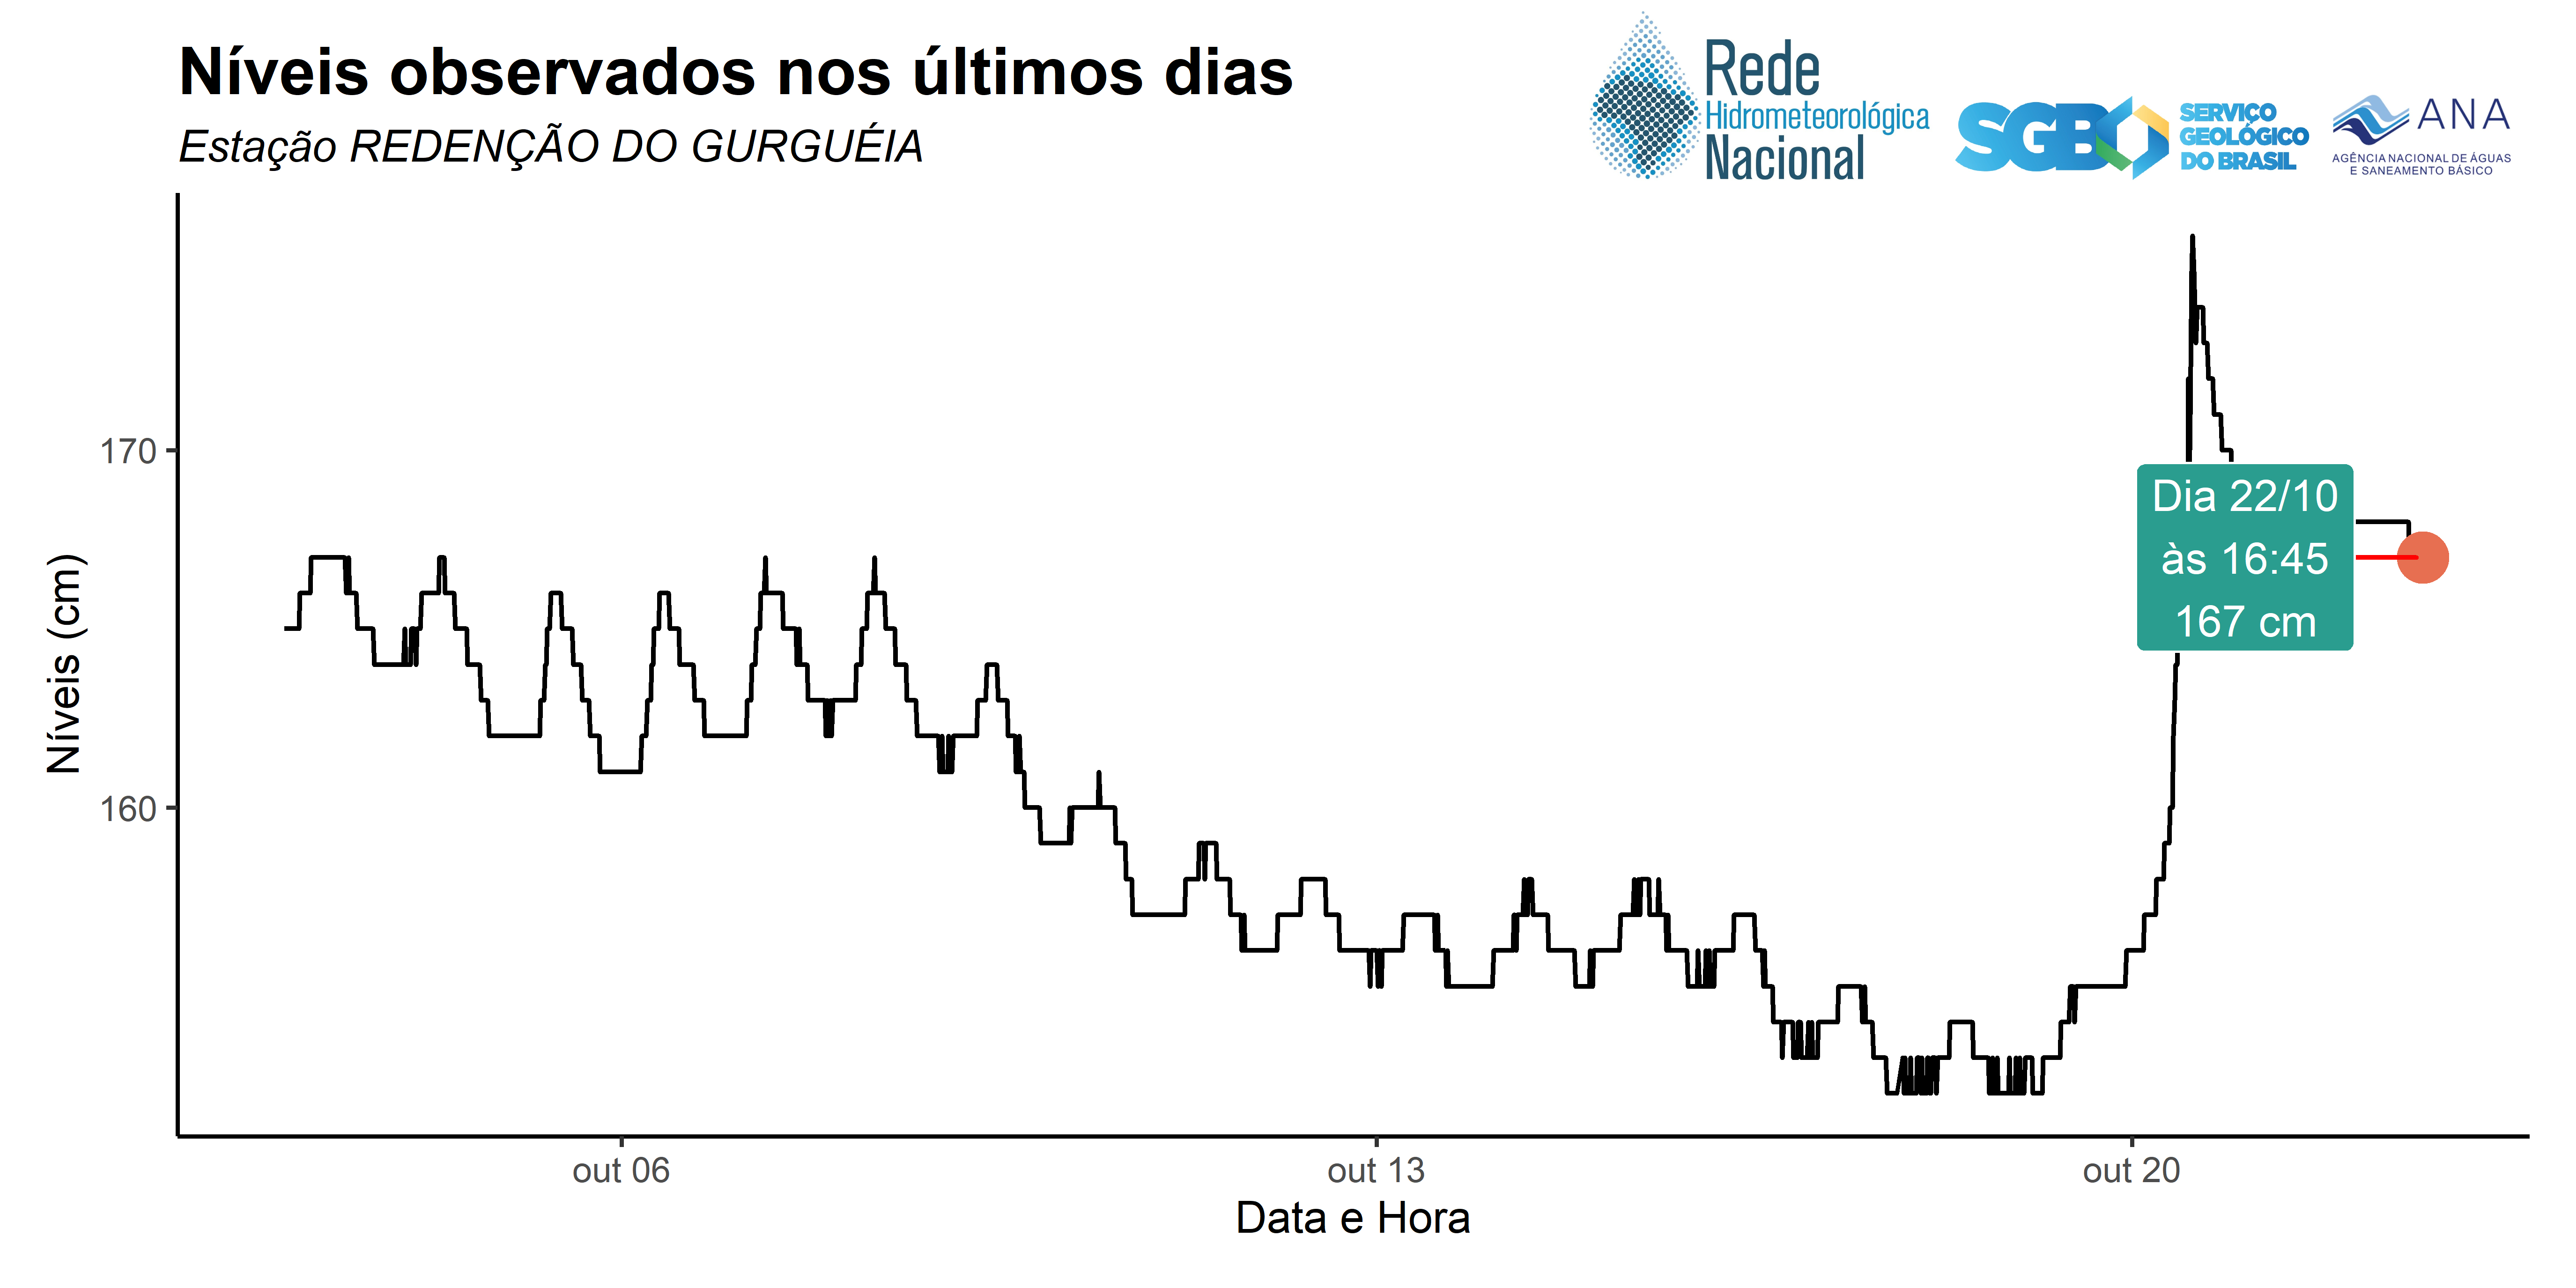 Níveis observados nos últimos dias
Estação REDENÇÃO DO GURGUÉIA
Rede
Hidrometeorológica
Nacional
SGB
SERVIÇO
GEOLÓGICO
DO BRASIL
ANA
AGÊNCIA NACIONAL DE ÁGUAS
E SANEAMENTO BÁSICO
Níveis (cm)
170
160
Dia 22/10
às 16:45
167 cm
out 06
out 13
out 20
Data e Hora